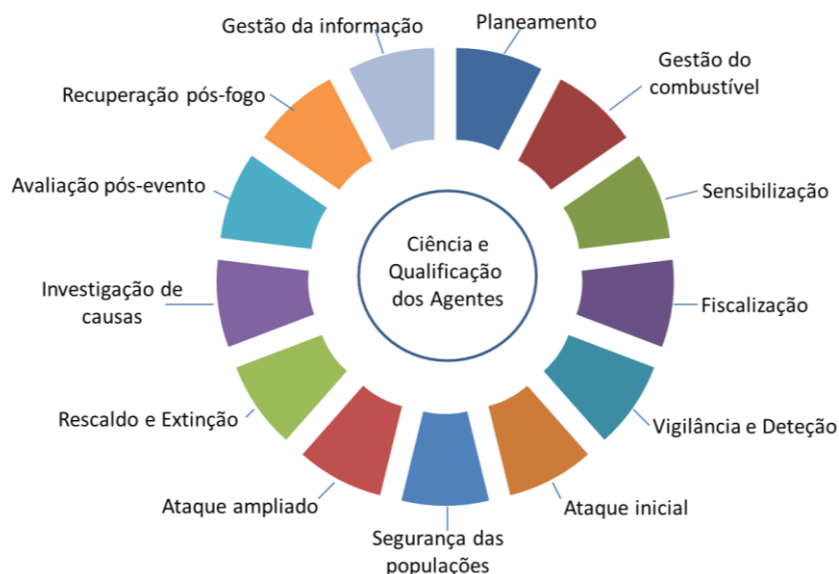 Planeamento
Gestão do
combustível
Sensibilização
Fiscalização
Vigilância e Deteção
Ataque inicial
Segurança das
populações
Ataque ampliado
Rescaldo e Extinção
Investigação de
causas
Avaliação pós-evento
Recuperação pós-fogo
Gestão da informação
Ciência e
Qualificação
dos Agentes